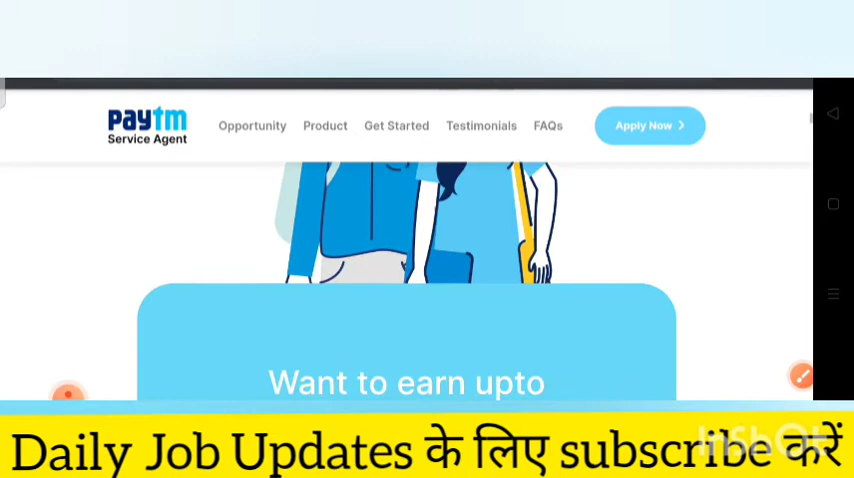 paytm
Service Agent
Opportunity Product Get Started Testimonials FAQs Apply Now
Want to earn upto
InShOt
Daily Job Updates के लिए subscribe करें